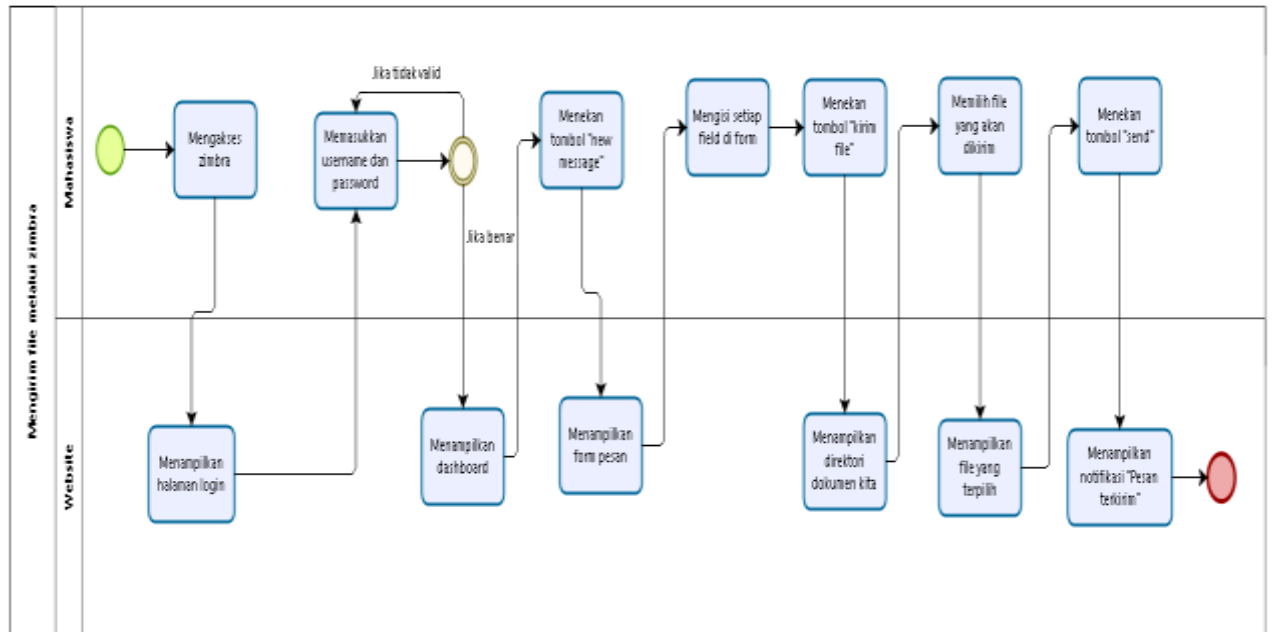 Mengirim file melalui zimbra
Mahasiswa
Mengakses
zimbra
Memasukkan
username dan
password
Jika tidak valid
Jika benar
Menekan
tombol "new
message"
Mengisi setiap
field di form
Menekan
tombol "kirim
file"
Memilih file
yang akan
dikirim
Menekan
tombol "send"
Website
Menampilkan
halaman login
Menampilkan
dashboard
Menampilkan
form pesan
Menampilkan
direktori
dokumen kita
Menampilkan
file yang
terpilih
Menampilkan
notifikasi "Pesan
terkirim"